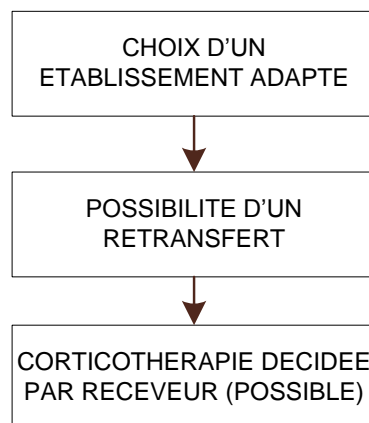 CHOIX D'UN
ETABLISSEMENT ADAPTE
POSSIBILITE D'UN
RETRANSFERT
CORTICOTHERAPIE DECIDEE
PAR RECEVEUR (POSSIBLE)